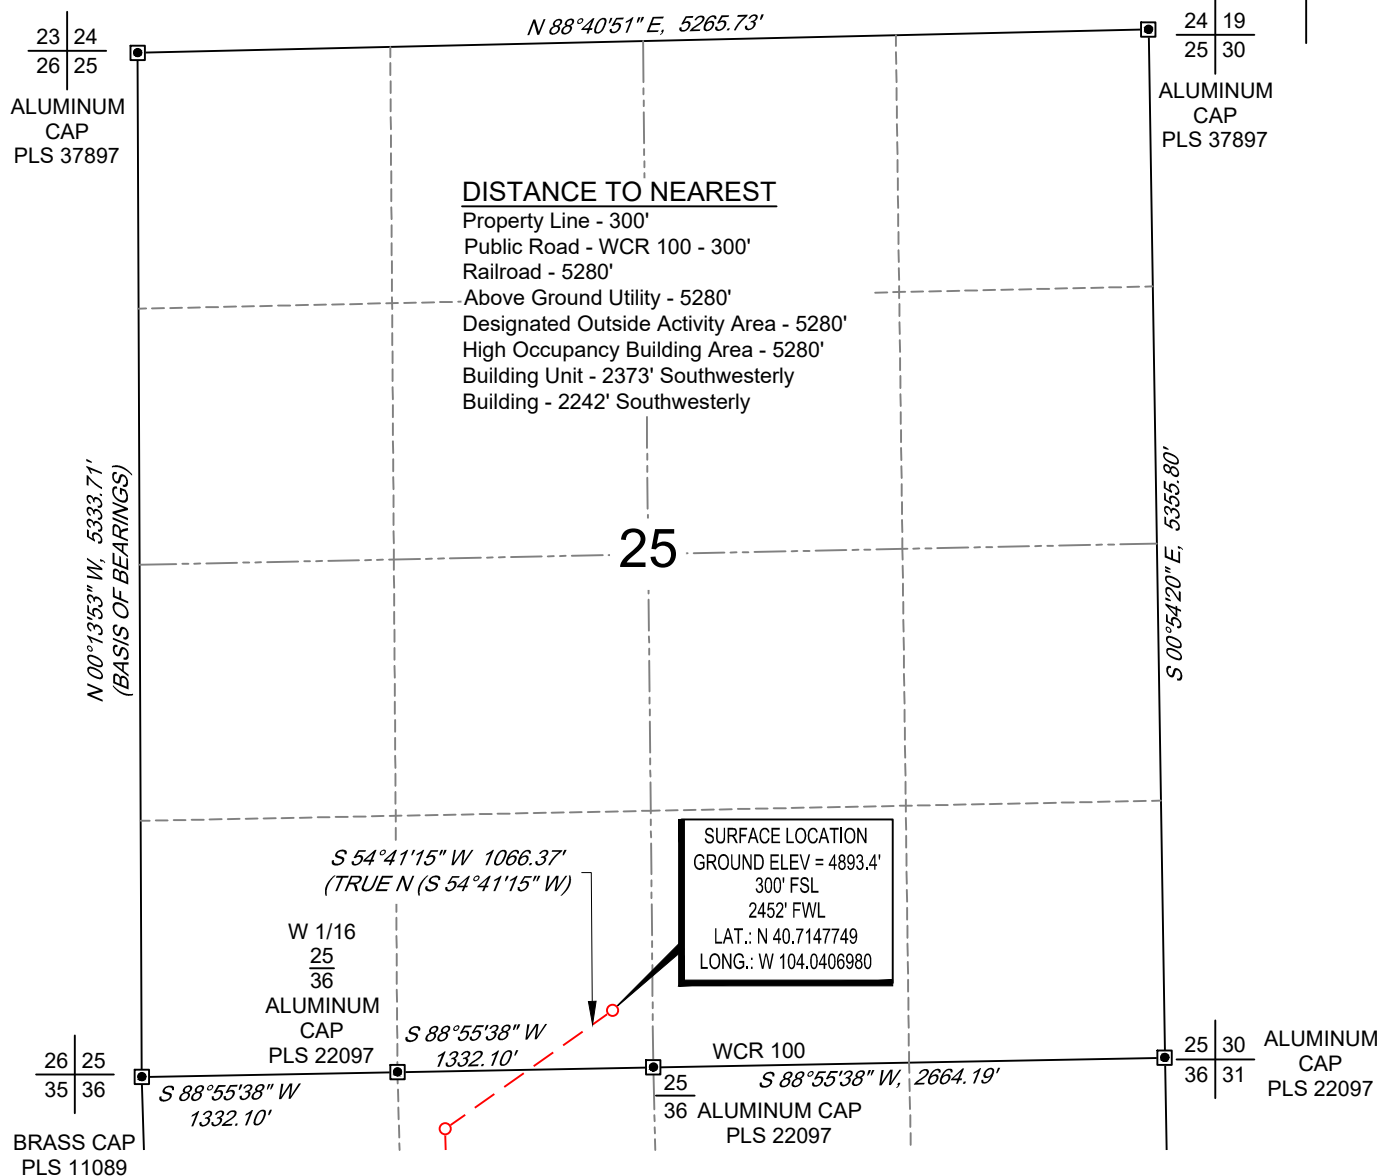 N 88°40'51" E, 5265.73'
23 24
26 25
ALUMINUM
CAP
PLS 37897
24 19
25 30
ALUMINUM
CAP
PLS 37897
DISTANCE TO NEAREST
Property Line - 300'
Public Road - WCR 100 - 300'
Railroad - 5280'
Above Ground Utility - 5280'
Designated Outside Activity Area - 5280'
High Occupancy Building Area - 5280'
Building Unit - 2373' Southwesterly
Building - 2242' Southwesterly
N 00°13'53" W, 5333.71'
(BASIS OF BEARINGS)
25
S 00°54'20" E, 5355.80'
S 54°41'15" W 1066.37'
(TRUE N (S 54°41'15" W)
SURFACE LOCATION
GROUND ELEV = 4893.4'
300' FSL
2452' FWL
LAT.: N 40.7147749
LONG.: W 104.0406980
W 1/16
25
36
ALUMINUM
CAP
PLS 22097
S 88°55'38" W
1332.10'
WCR 100
26 25
35 36
BRASS CAP
PLS 11089
S 88°55'38" W
1332.10'
25
36
ALUMINUM CAP
PLS 22097
S 88°55'38" W, 2664.19'
25 30
36 31
ALUMINUM
CAP
PLS 22097